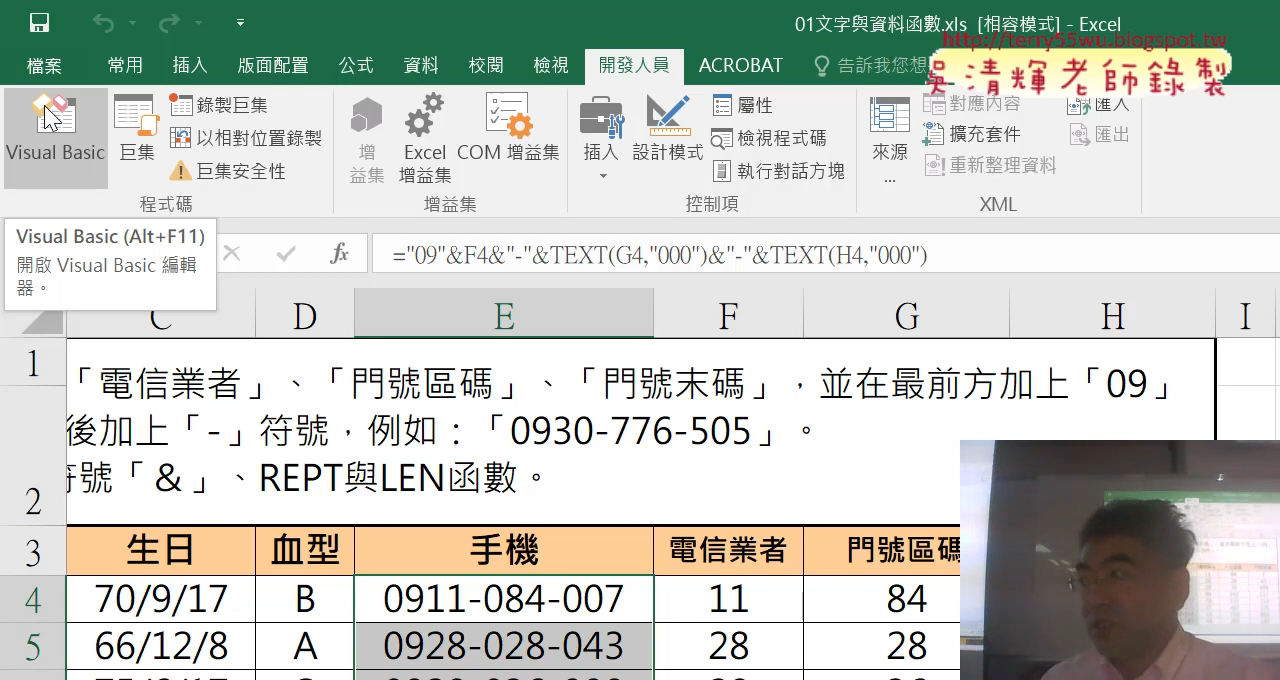 01文字與資料函數.xls [相容模式] - Excel
http://terry55wu.blogspot.tw
吳清輝老師錄製
檔案 常用 插入 版面配置 公式 資料 校閱 檢視 開發人員 ACROBAT 告訴我您想
Visual Basic
巨集
錄製巨集
以相對位置錄製
巨集安全性
程式碼
增益集
Excel 增益集
COM 增益集
增益集
插入
設計模式
屬性
檢視程式碼
執行對話方塊
控制項
來源...
對應內容
擴充套件
重新整理資料
匯入
匯出
XML
Visual Basic (Alt+F11)
開啟 Visual Basic 編輯
器。
fx ="09"&F4&"-"&TEXT(G4,"000")&"-"&TEXT(H4,"000")
C D E F G H I
1
「電信業者」、「門號區碼」、「門號末碼」，並在最前方加上「09」
後加上「-」符號，例如：「0930-776-505」。
2 符號「&」、REPT與LEN函數。
3 生日 血型 手機 電信業者 門號區碼
4 70/9/17 B 0911-084-007 11 84
5 66/12/8 A 0928-028-043 28 28